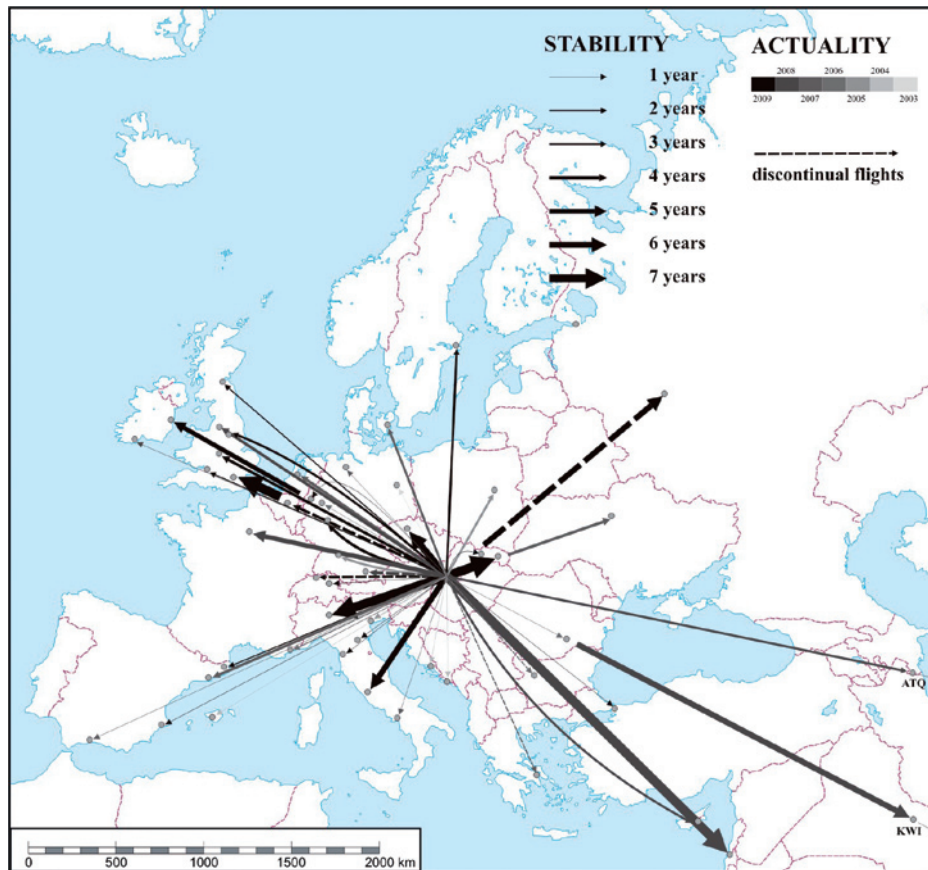 STABILITY
1 year
2 years
3 years
4 years
5 years
6 years
7 years
ACTUALITY
2008 2006 2004
2009 2007 2005 2003
discontinual flights
ATQ
KWI
0 500 1000 1500 2000 km